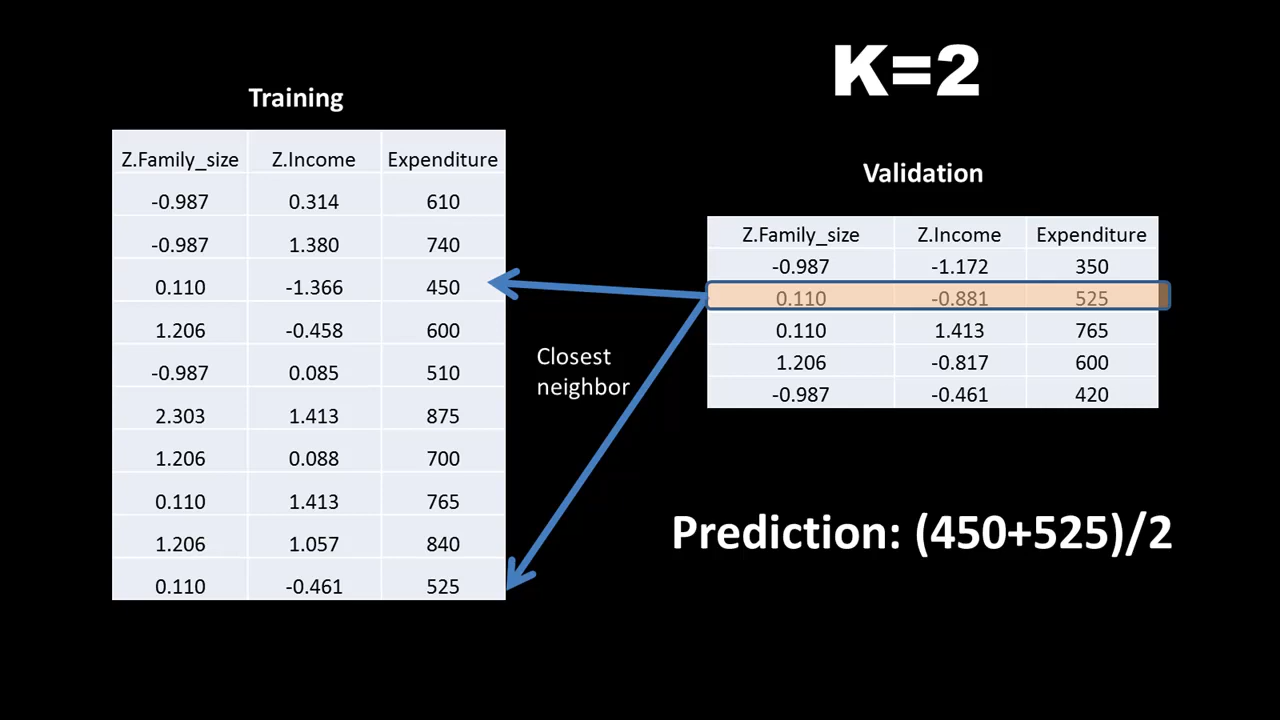 K=2
Training
Z.Family_size Z.Income Expenditure
-0.987 0.314 610
-0.987 1.380 740
0.110 -1.366 450
1.206 -0.458 600
-0.987 0.085 510
2.303 1.413 875
1.206 0.088 700
0.110 1.413 765
1.206 1.057 840
0.110 -0.461 525
Closest
neighbor
Validation
Z.Family_size Z.Income Expenditure
-0.987 -1.172 350
0.110 -0.881 525
0.110 1.413 765
1.206 -0.817 600
-0.987 -0.461 420
Prediction: (450+525)/2